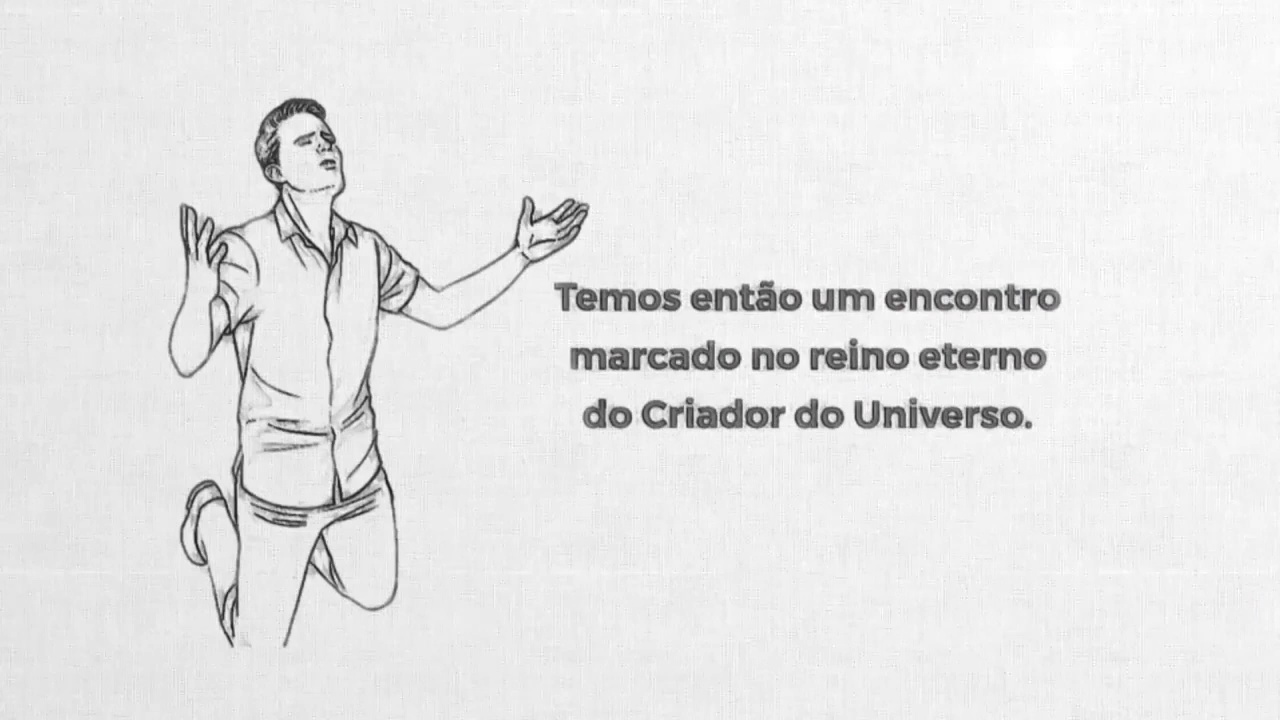 Temos então um encontro
marcado no reino eterno
do Criador do Universo.